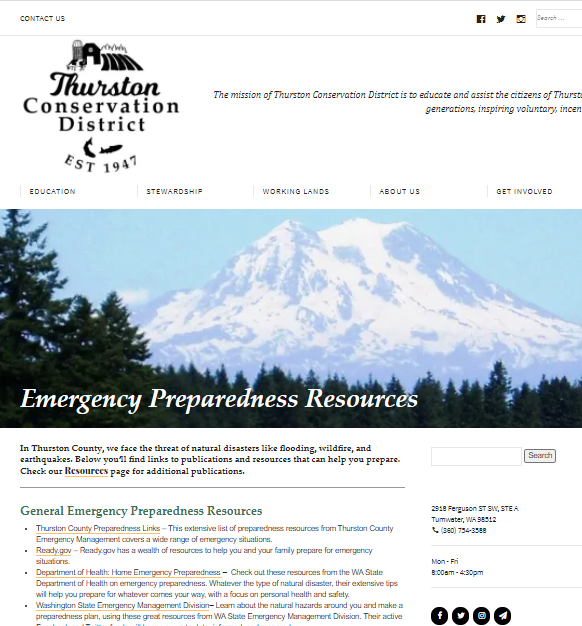 CONTACT US
Search …
Thurston
Conservation
District
EST 1947
The mission of Thurston Conservation District is to educate and assist the citizens of Thurst
generations, inspiring voluntary, incen
EDUCATION
STEWARDSHIP
WORKING LANDS
ABOUT US
GET INVOLVED
Emergency Preparedness Resources
In Thurston County, we face the threat of natural disasters like flooding, wildfire, and
earthquakes. Below you'll find links to publications and resources that can help you prepare.
Check our Resources page for additional publications.
Search
General Emergency Preparedness Resources
Thurston County Preparedness Links – This extensive list of preparedness resources from Thurston County
Emergency Management covers a wide range of emergency situations.
Ready.gov – Ready.gov has a wealth of resources to help you and your family prepare for emergency
situations.
Department of Health: Home Emergency Preparedness – Check out these resources from the WA State
Department of Health on emergency preparedness. Whatever the type of natural disaster, their extensive tips
will help you prepare for whatever comes your way, with a focus on personal health and safety.
Washington State Emergency Management Division– Learn about the natural hazards around you and make a
preparedness plan, using these great resources from WA State Emergency Management Division. Their active
2918 Ferguson ST SW, STE A
Tumwater, WA 98512
(360) 754-3588
Mon - Fri
8:00am - 4:30pm